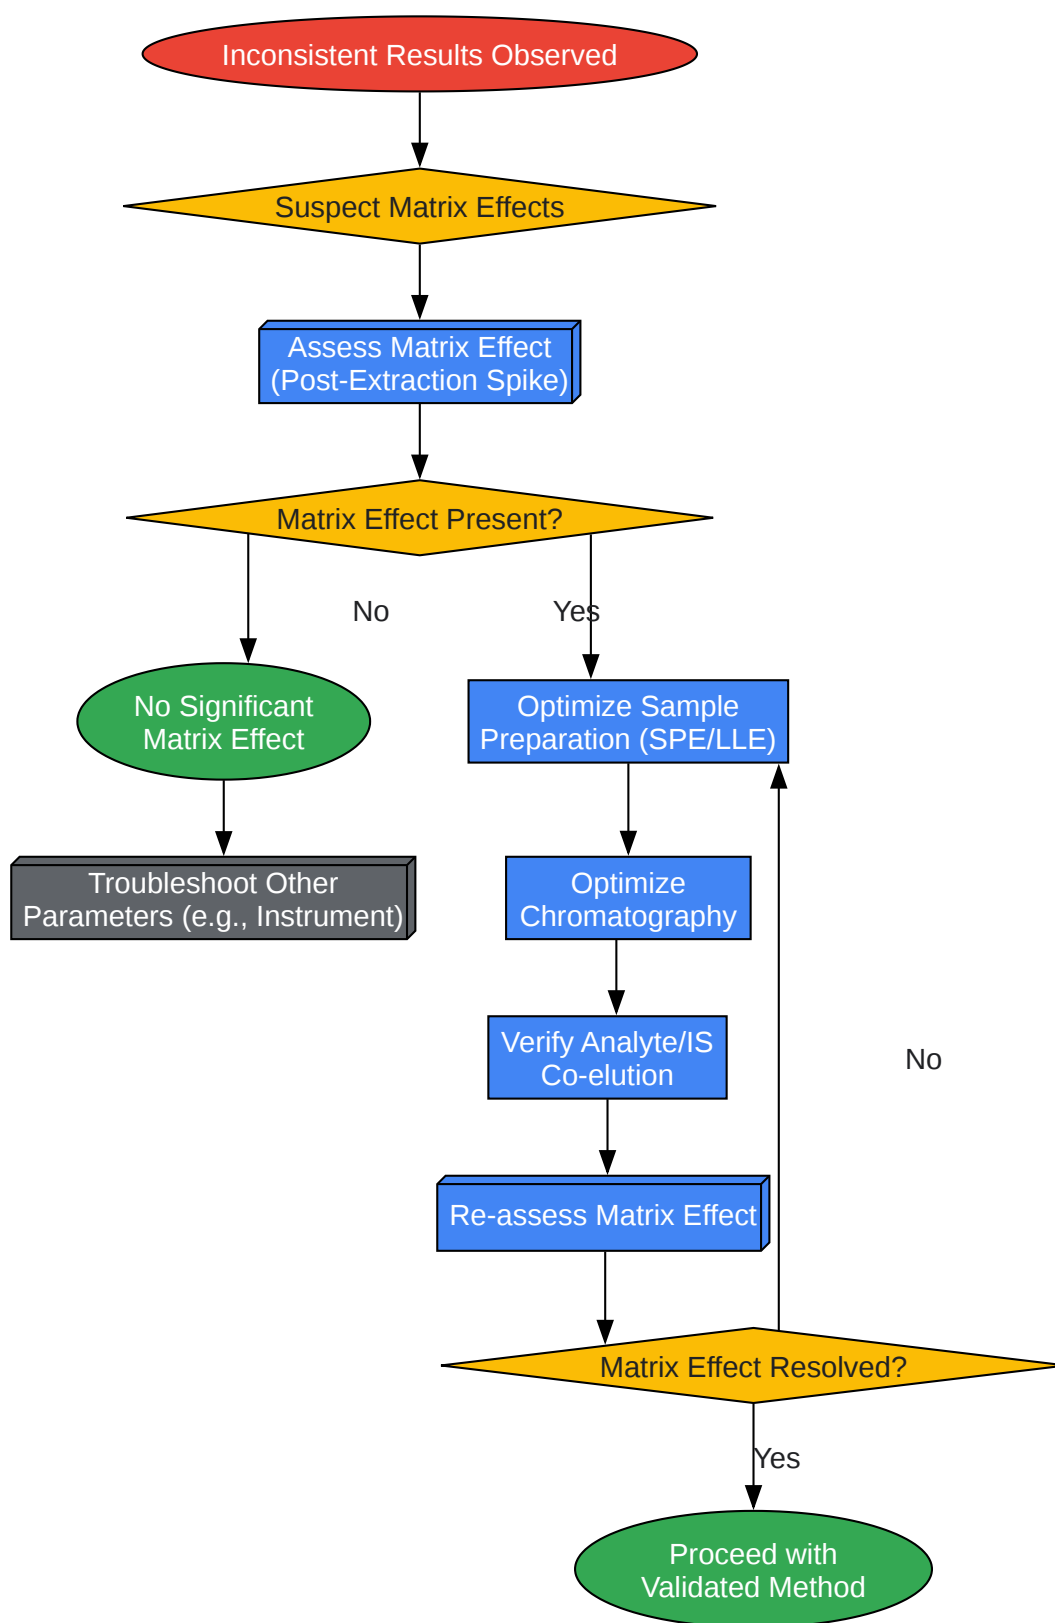 Inconsistent Results Observed
Suspect Matrix Effects
Assess Matrix Effect
(Post-Extraction Spike)
Matrix Effect Present?
No
Yes
No Significant
Matrix Effect
Optimize Sample
Preparation (SPE/LLE)
Troubleshoot Other
Parameters (e.g., Instrument)
Optimize
Chromatography
Verify Analyte/IS
Co-elution
No
Re-assess Matrix Effect
Matrix Effect Resolved?
Yes
Proceed with
Validated Method